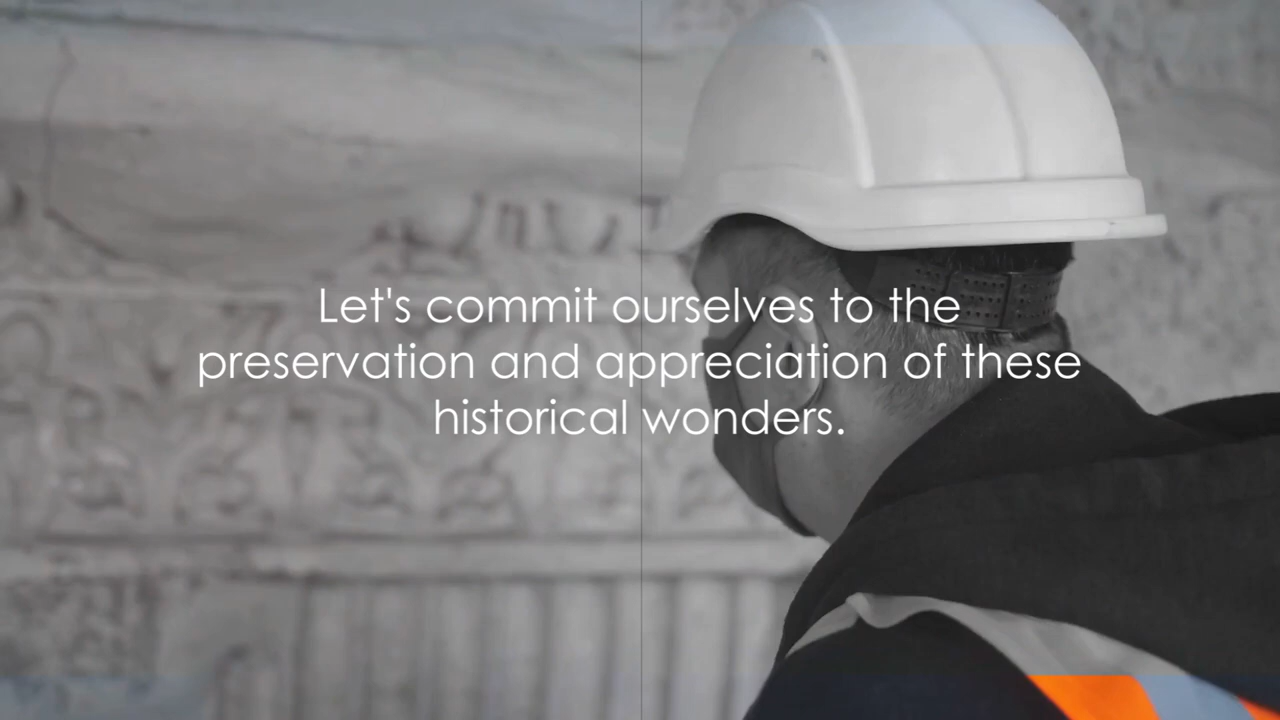 Let's commit ourselves to the
preservation and appreciation of these
historical wonders.